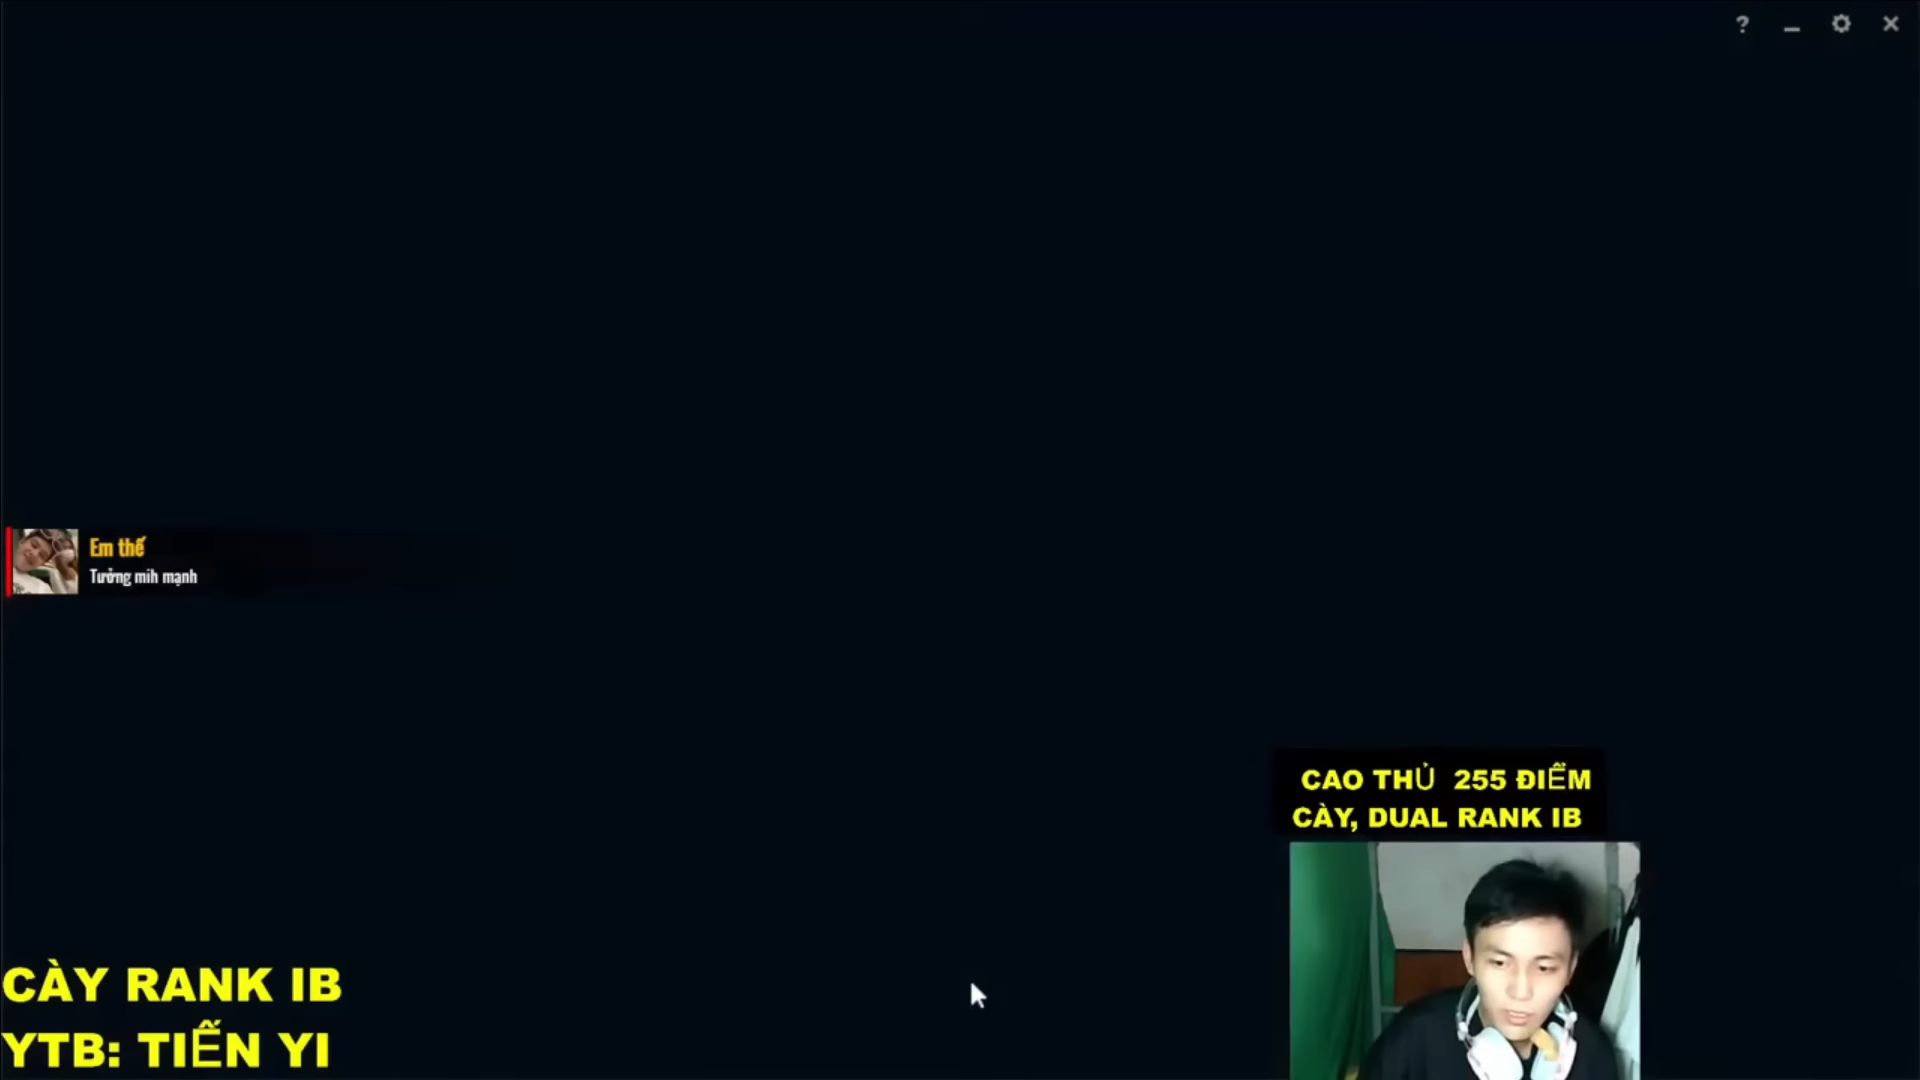 Em thế
Tưởng mih mạnh
CAO THỦ 255 ĐIỂM
CÀY, DUAL RANK IB
CÀY RANK IB
YTB: TIẾN YI